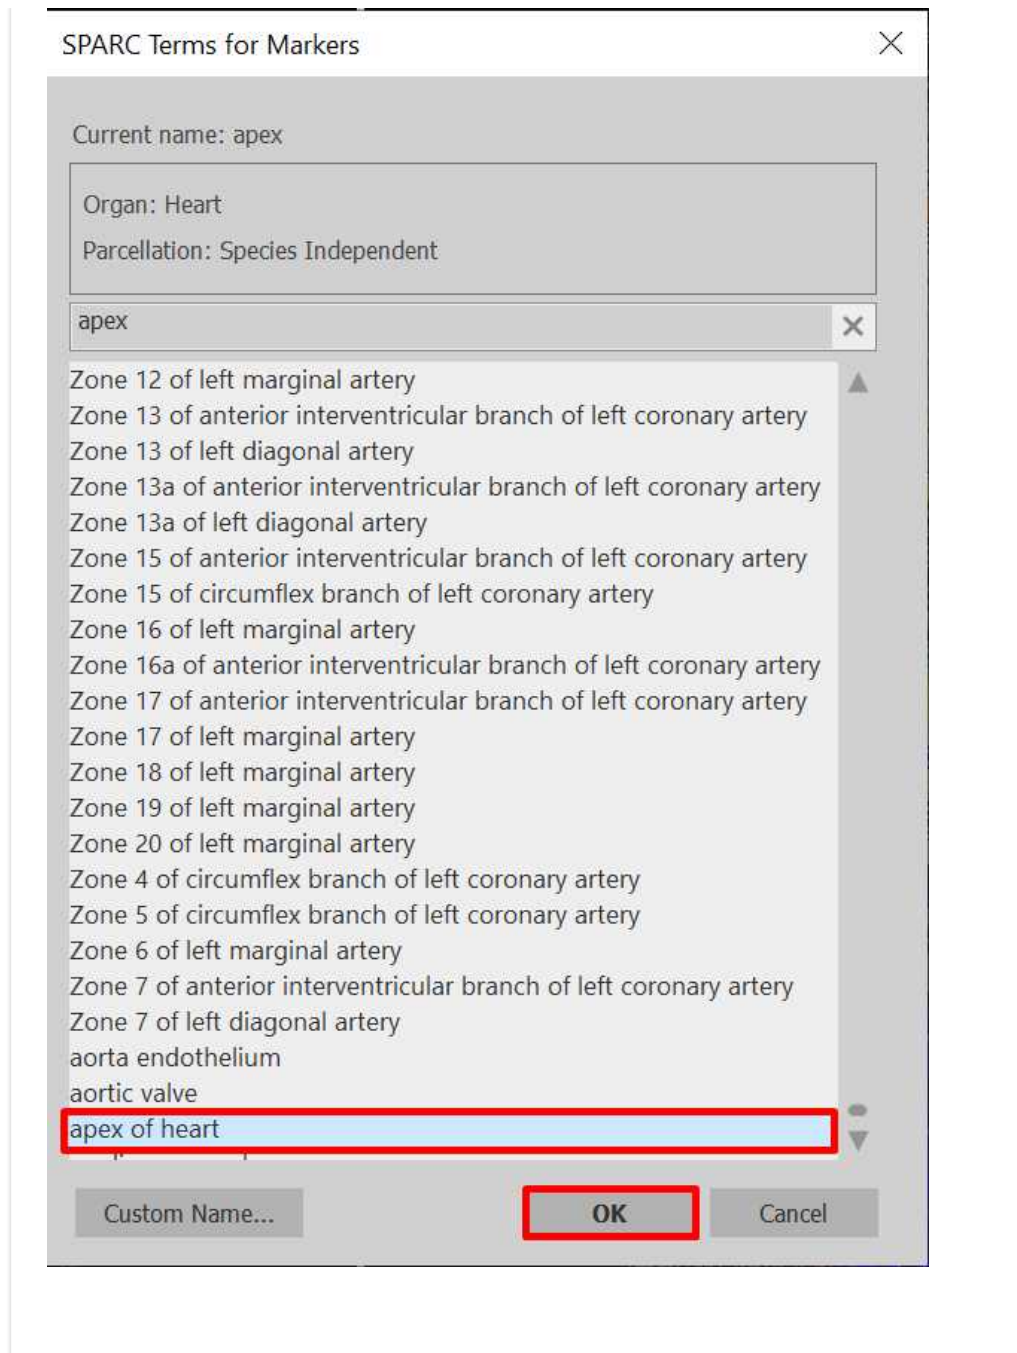 SPARC Terms for Markers
Current name: apex
Organ: Heart
Parcellation: Species Independent
apex
Zone 12 of left marginal artery
Zone 13 of anterior interventricular branch of left coronary artery
Zone 13 of left diagonal artery
Zone 13a of anterior interventricular branch of left coronary artery
Zone 13a of left diagonal artery
Zone 15 of anterior interventricular branch of left coronary artery
Zone 15 of circumflex branch of left coronary artery
Zone 16 of left marginal artery
Zone 16a of anterior interventricular branch of left coronary artery
Zone 17 of anterior interventricular branch of left coronary artery
Zone 17 of left marginal artery
Zone 18 of left marginal artery
Zone 19 of left marginal artery
Zone 20 of left marginal artery
Zone 4 of circumflex branch of left coronary artery
Zone 5 of circumflex branch of left coronary artery
Zone 6 of left marginal artery
Zone 7 of anterior interventricular branch of left coronary artery
Zone 7 of left diagonal artery
aorta endothelium
aortic valve
apex of heart
Custom Name... OK Cancel